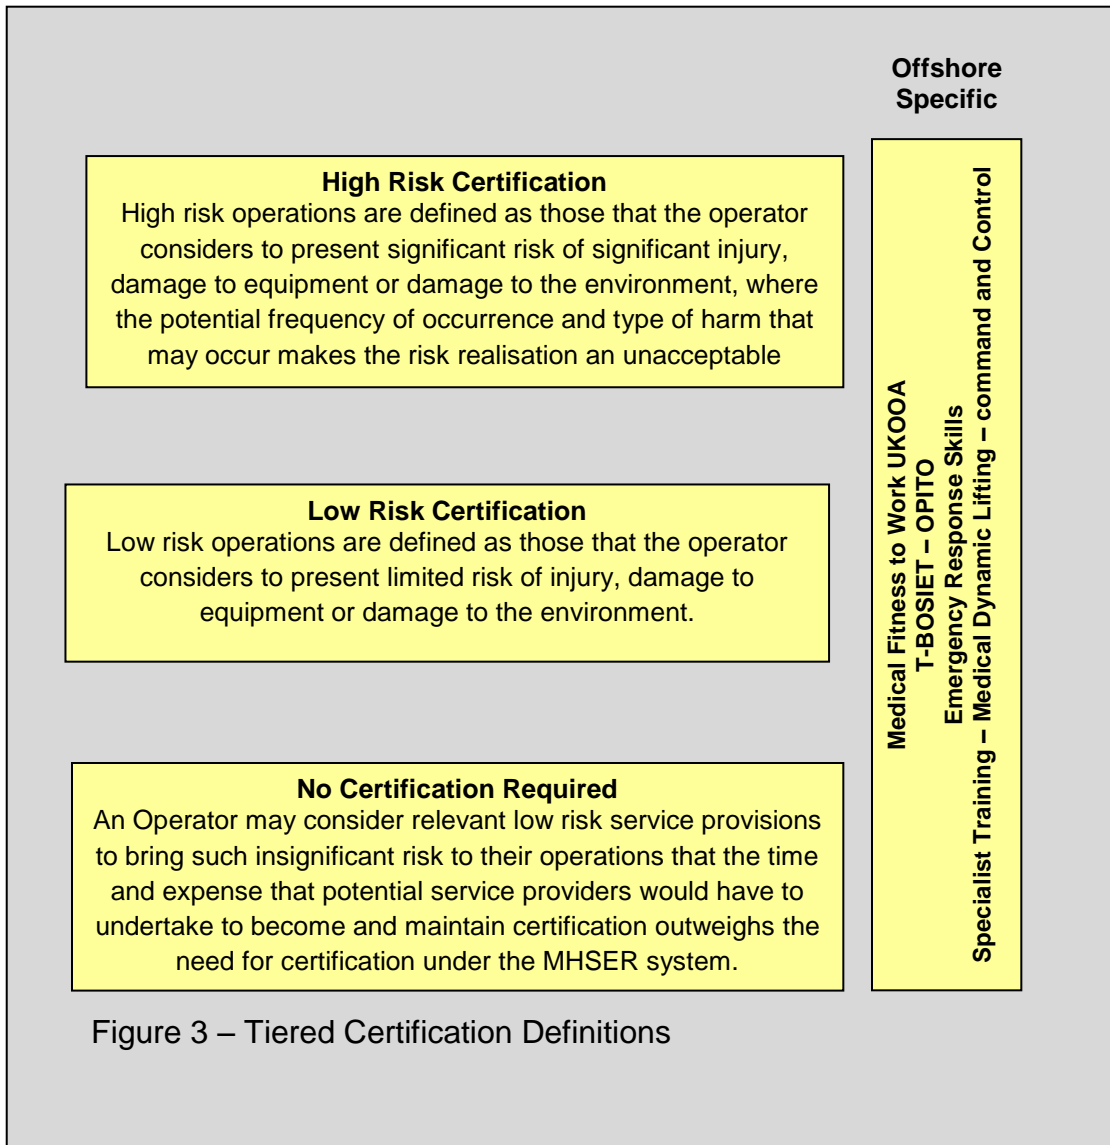 Offshore
Specific
High Risk Certification
High risk operations are defined as those that the operator
considers to present significant risk of significant injury,
damage to equipment or damage to the environment, where
the potential frequency of occurrence and type of harm that
may occur makes the risk realisation an unacceptable
Low Risk Certification
Low risk operations are defined as those that the operator
considers to present limited risk of injury, damage to
equipment or damage to the environment.
No Certification Required
An Operator may consider relevant low risk service provisions
to bring such insignificant risk to their operations that the time
and expense that potential service providers would have to
undertake to become and maintain certification outweighs the
need for certification under the MHSER system.
Medical Fitness to Work UKOOA
T-BOSIET – OPITO
Emergency Response Skills
Specialist Training – Medical Dynamic Lifting – command and Control
Figure 3 – Tiered Certification Definitions